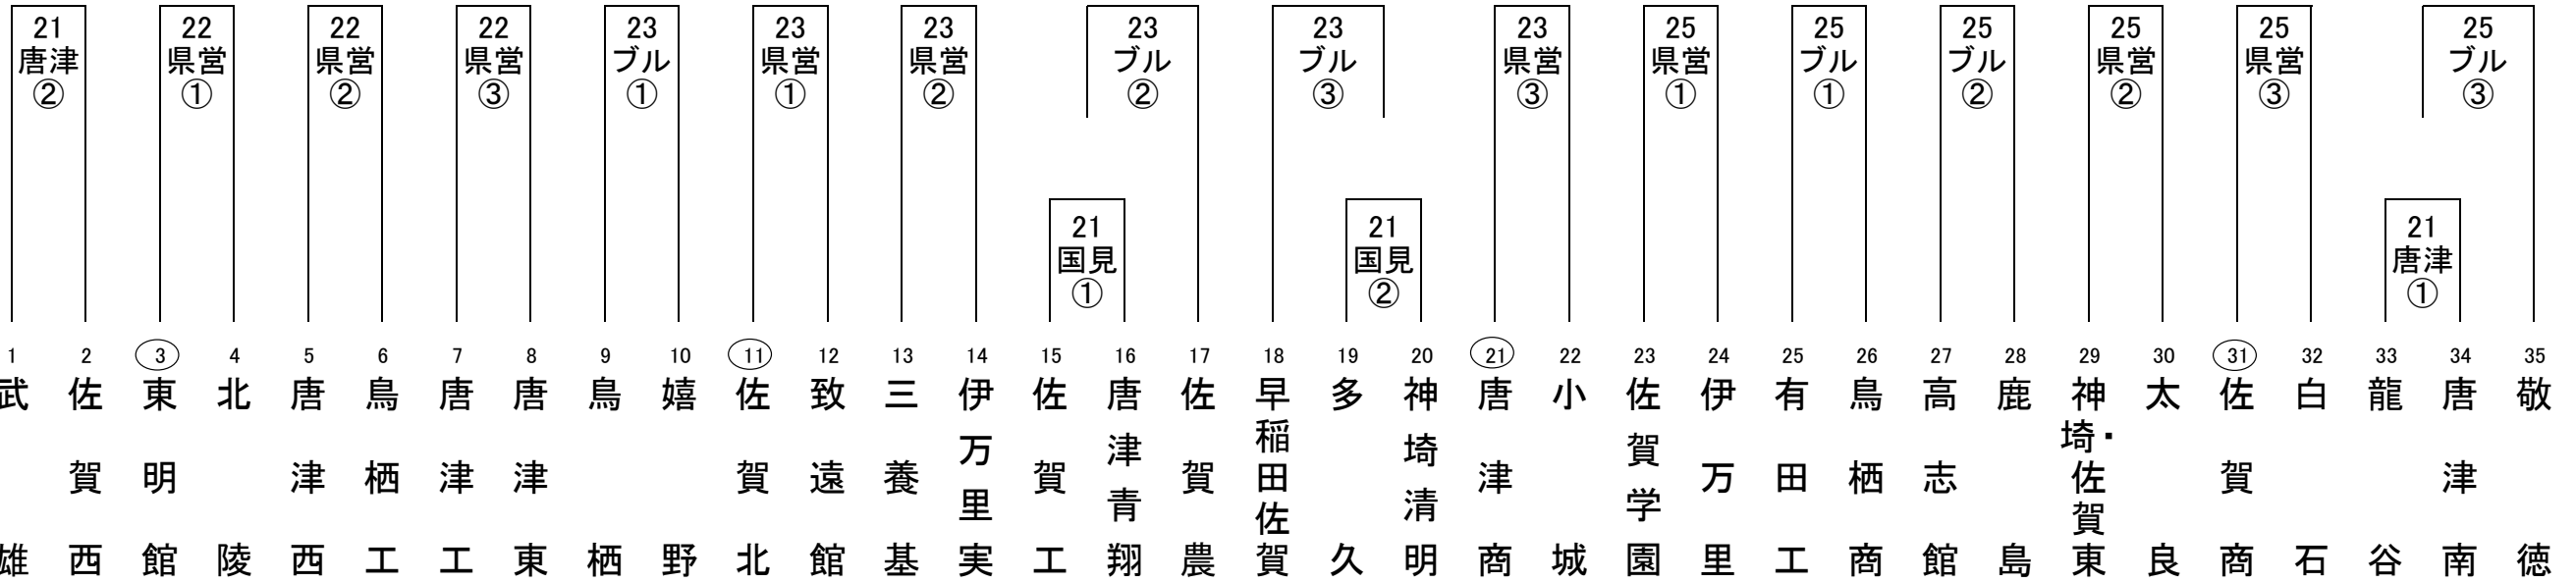 21 唐津 ②
22 県営 ①
22 県営 ②
22 県営 ③
23 ブル ①
23 県営 ①
23 県営 ②
23 ブル ②
23 ブル ③
23 県営 ③
25 県営 ①
25 ブル ①
25 ブル ②
25 県営 ②
25 県営 ③
25 ブル ③
21 国見 ①
21 国見 ②
21 唐津 ①
1 武雄
2 佐賀西
3 東明館
4 北陵
5 唐津西
6 鳥栖工
7 唐津工
8 唐津東
9 鳥栖
10 嬉野
11 佐賀北
12 致遠館
13 三養基
14 伊万里実
15 佐賀工
16 唐津青翔
17 佐賀農
18 早稲田佐賀
19 多久
20 神埼清明
21 唐津商
22 小城
23 佐賀学園
24 伊万里
25 有田工
26 鳥栖商
27 高志館
28 鹿島
29 神埼・佐賀東
30 太良
31 佐賀商
32 白石
33 龍谷
34 唐津南
35 敬徳